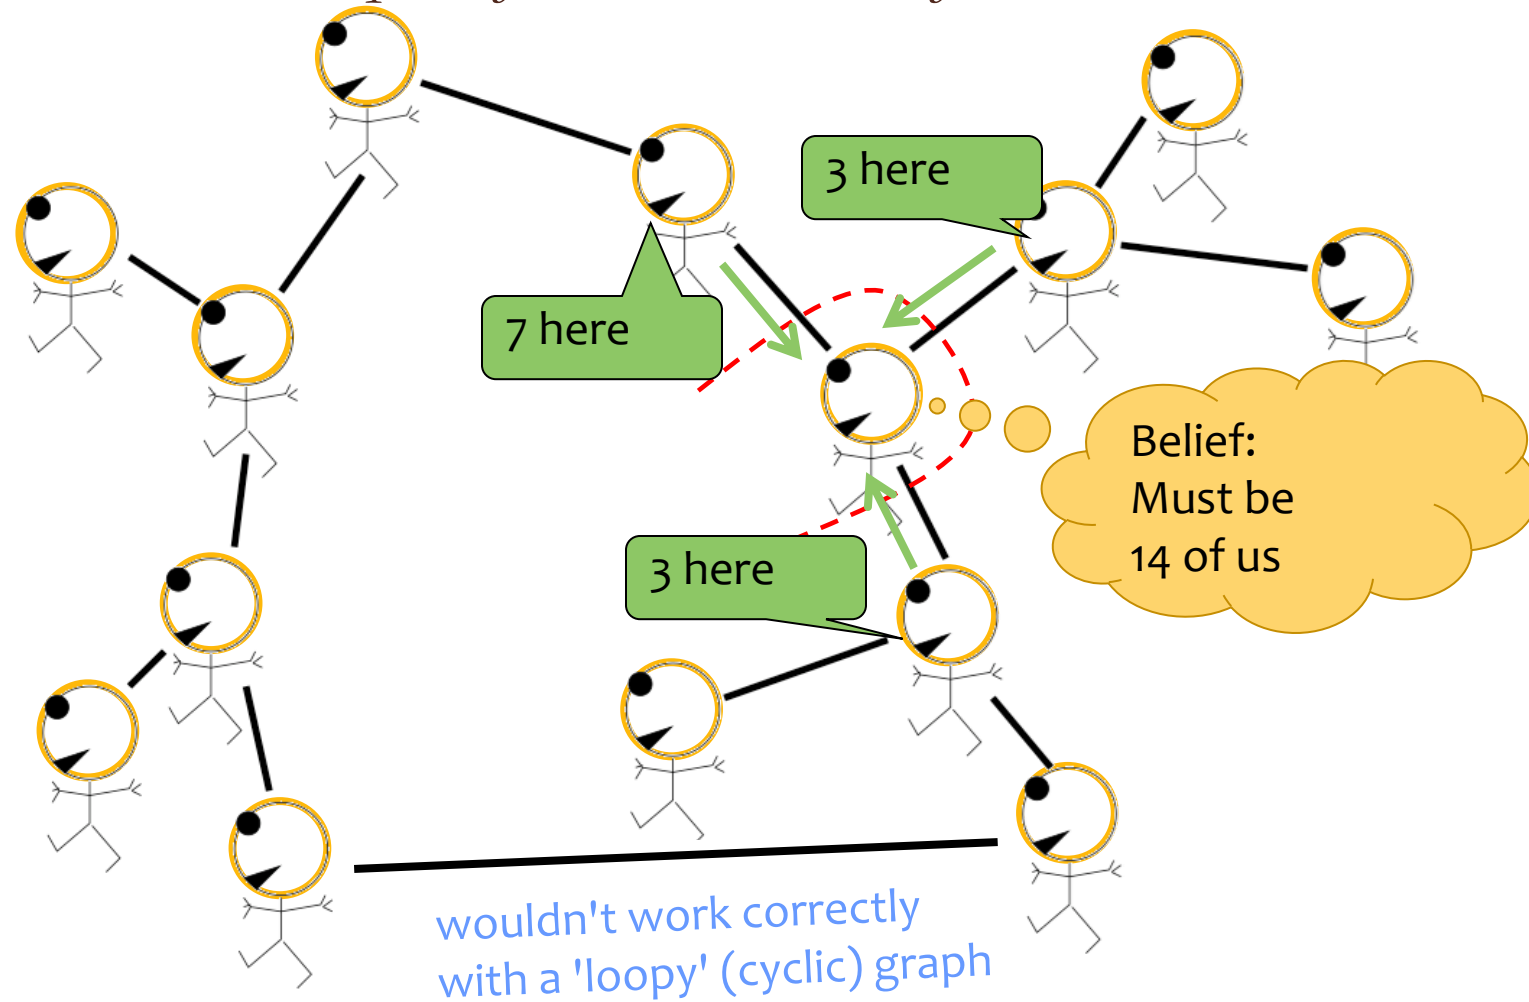 3 here
7 here
Belief:
Must be
14 of us
3 here
wouldn't work correctly
with a 'loopy' (cyclic) graph